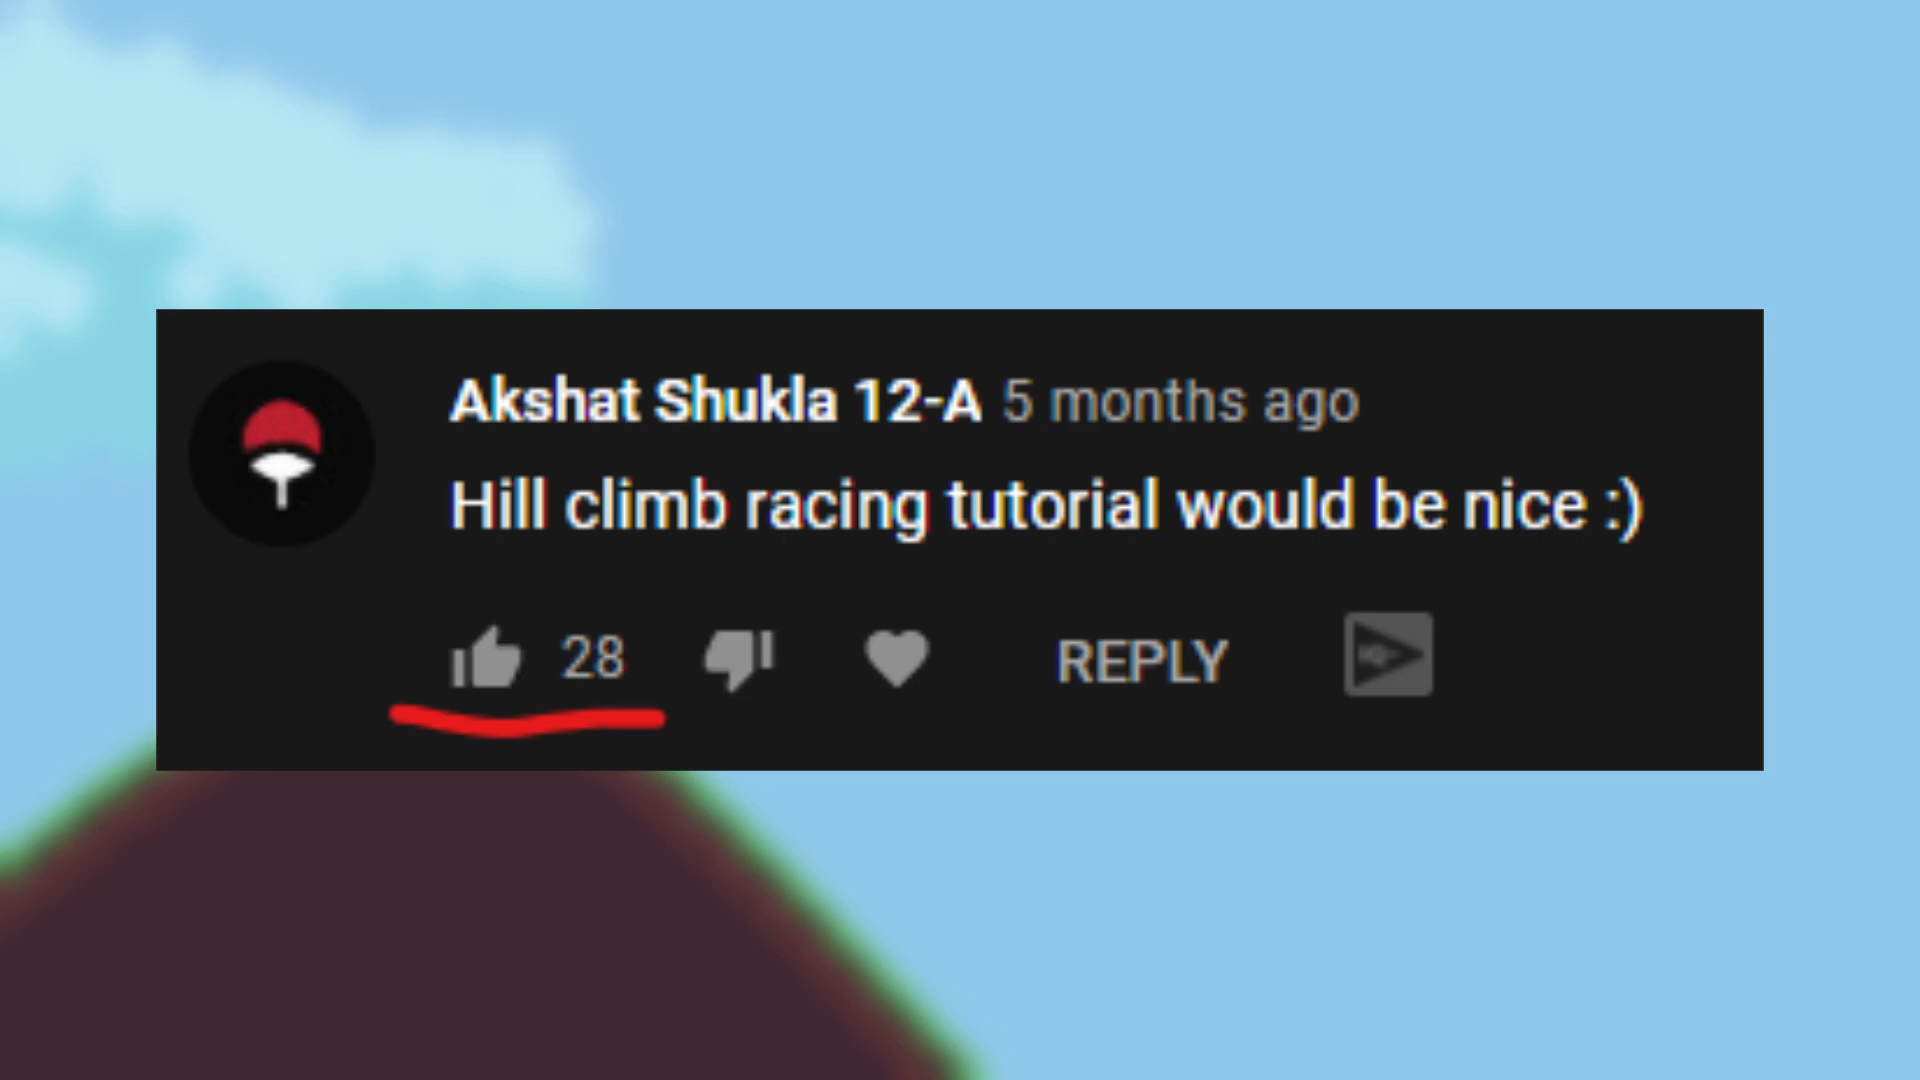 Akshat Shukla 12-A 5 months ago
Hill climb racing tutorial would be nice :)
28 REPLY